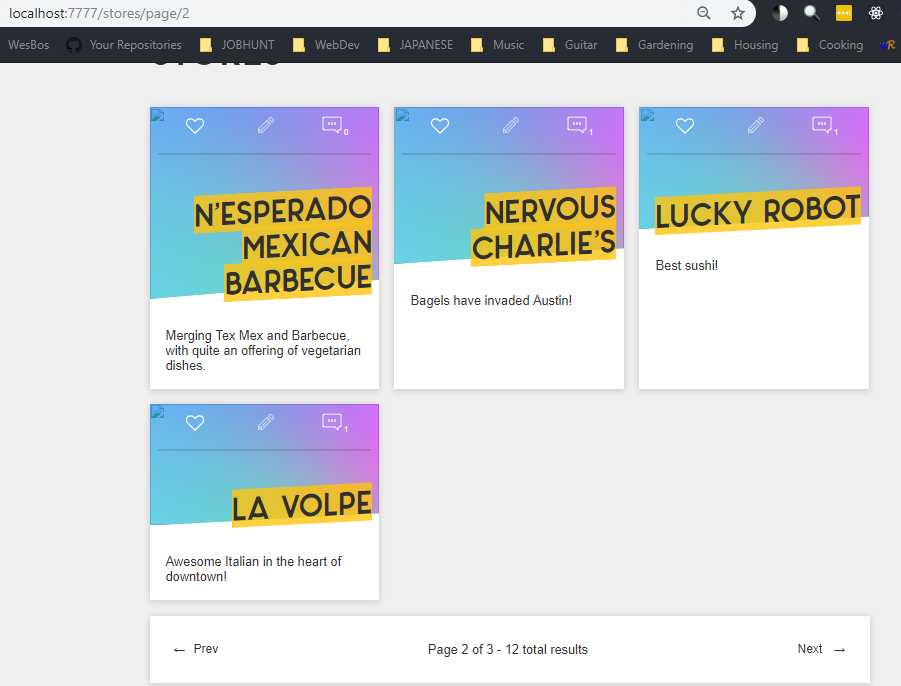 localhost:7777/stores/page/2
WesBos Your Repositories JOBHUNT WebDev JAPANESE Music Guitar Gardening Housing Cooking
STORES
0
1
1
N'ESPERADO
MEXICAN
BARBECUE
NERVOUS
CHARLIE'S
LUCKY ROBOT
Merging Tex Mex and Barbecue,
with quite an offering of vegetarian
dishes.
Bagels have invaded Austin!
Best sushi!
1
LA VOLPE
Awesome Italian in the heart of
downtown!
← Prev
Page 2 of 3 - 12 total results
Next →